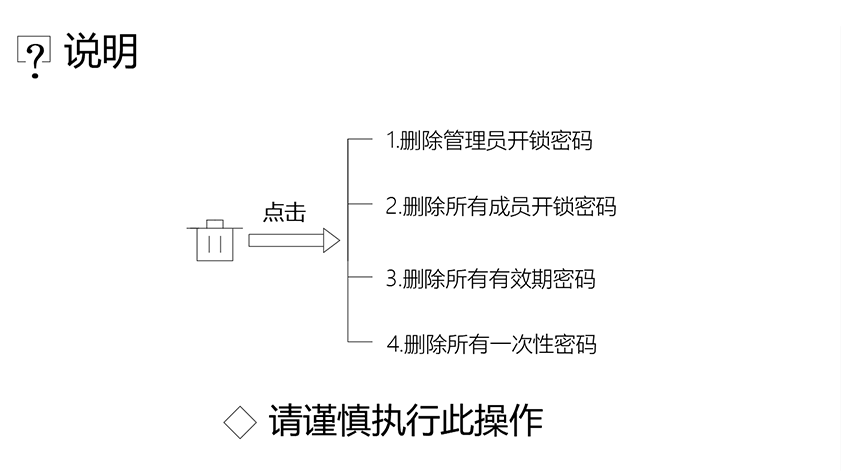 ? 说明
1.删除管理员开锁密码
点击
2.删除所有成员开锁密码
3.删除所有有效期密码
4.删除所有一次性密码
请谨慎执行此操作